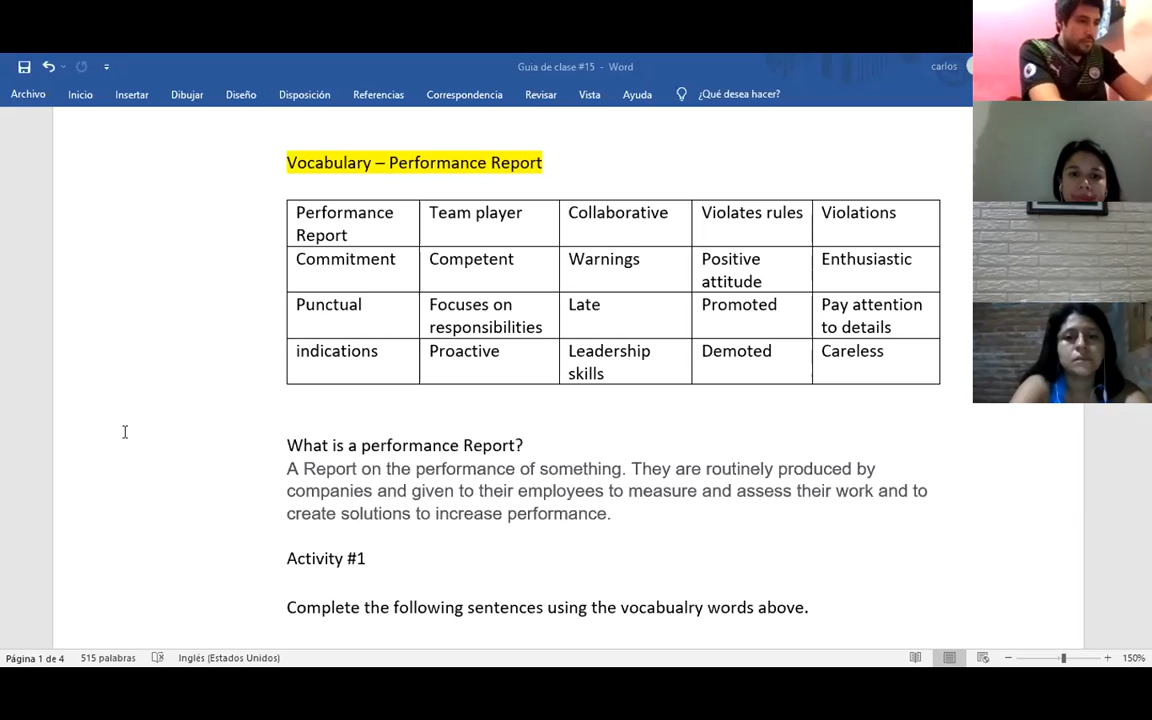 Guia de clase #15 - Word
carlos
Archivo Inicio Insertar Dibujar Diseño Disposición Referencias Correspondencia Revisar Vista Ayuda ¿Qué desea hacer?
Vocabulary – Performance Report
Performance Report Team player Collaborative Violates rules Violations
Commitment Competent Warnings Positive attitude Enthusiastic
Punctual Focuses on responsibilities Late Promoted Pay attention to details
indications Proactive Leadership skills Demoted Careless
What is a performance Report?
A Report on the performance of something. They are routinely produced by
companies and given to their employees to measure and assess their work and to
create solutions to increase performance.
Activity #1
Complete the following sentences using the vocabualry words above.
Página 1 de 4 515 palabras Inglés (Estados Unidos) 150%